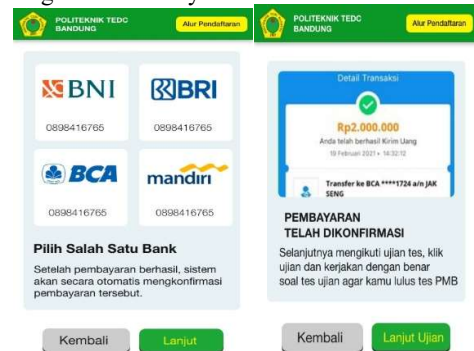 POLITEKNIK TEDC
BANDUNG
Alur Pendaftaran
BNI
0898416765
BRI
0898416765
BCA
0898416765
mandiri
0898416765
Pilih Salah Satu Bank
Setelah pembayaran berhasil, sistem
akan secara otomatis mengkonfirmasi
pembayaran tersebut.
Kembali
Lanjut
POLITEKNIK TEDC
BANDUNG
Alur Pendaftaran
Detail Transaksi
Rp2.000.000
Anda telah berhasil Kirim Uang
18 Februari 2021 • 14:32:12
Transfer ke BCA ****1724 a/n JAK
SENG
PEMBAYARAN
TELAH DIKONFIRMASI
Selanjutnya mengikuti ujian tes, klik
ujian dan kerjakan dengan benar
soal tes ujian agar kamu lulus tes PMB
Kembali
Lanjut Ujian